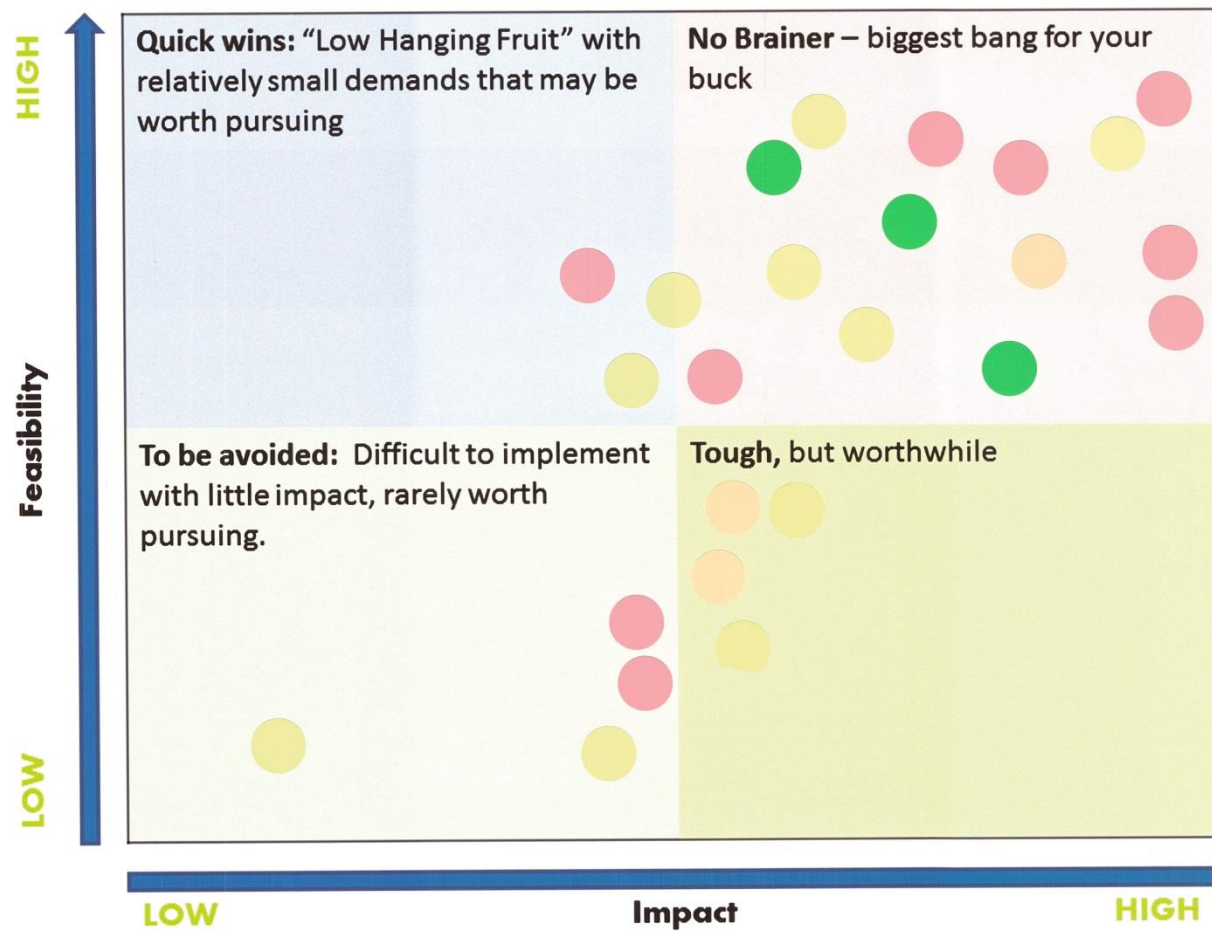 HIGH
Quick wins: “Low Hanging Fruit” with
relatively small demands that may be
worth pursuing
No Brainer – biggest bang for your
buck
Feasibility
To be avoided:  Difficult to implement
with little impact, rarely worth
pursuing.
Tough, but worthwhile
LOW
LOW
Impact
HIGH